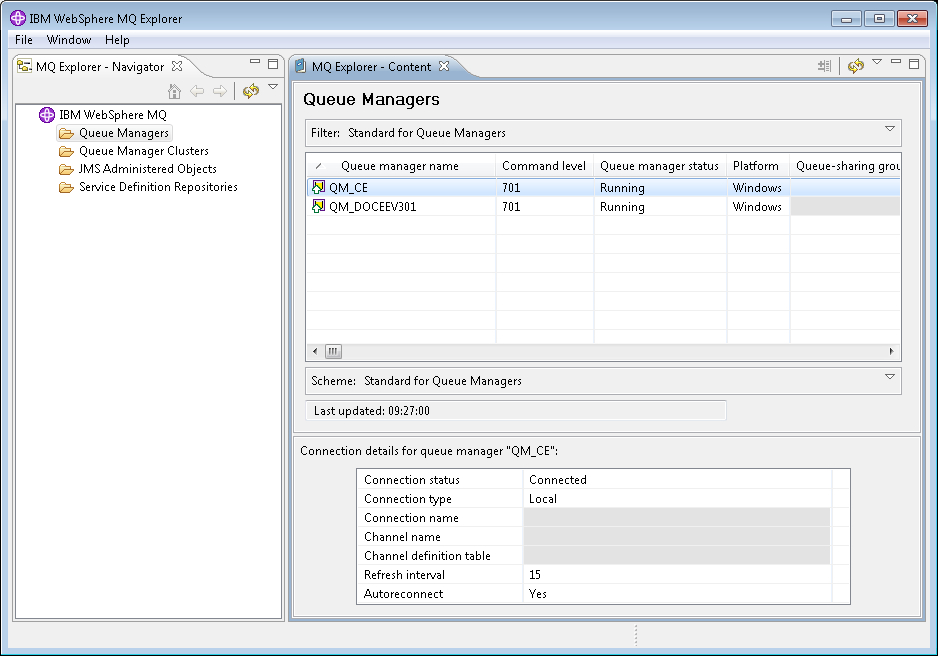 IBM WebSphere MQ Explorer
File Window Help
MQ Explorer - Navigator
IBM WebSphere MQ
Queue Managers
Queue Manager Clusters
JMS Administered Objects
Service Definition Repositories
MQ Explorer - Content
Queue Managers
Filter: Standard for Queue Managers
Queue manager name Command level Queue manager status Platform Queue-sharing grou
QM_CE 701 Running Windows
QM_DOCEEV301 701 Running Windows
Scheme: Standard for Queue Managers
Last updated: 09:27:00
Connection details for queue manager "QM_CE":
Connection status Connected
Connection type Local
Connection name
Channel name
Channel definition table
Refresh interval 15
Autoreconnect Yes